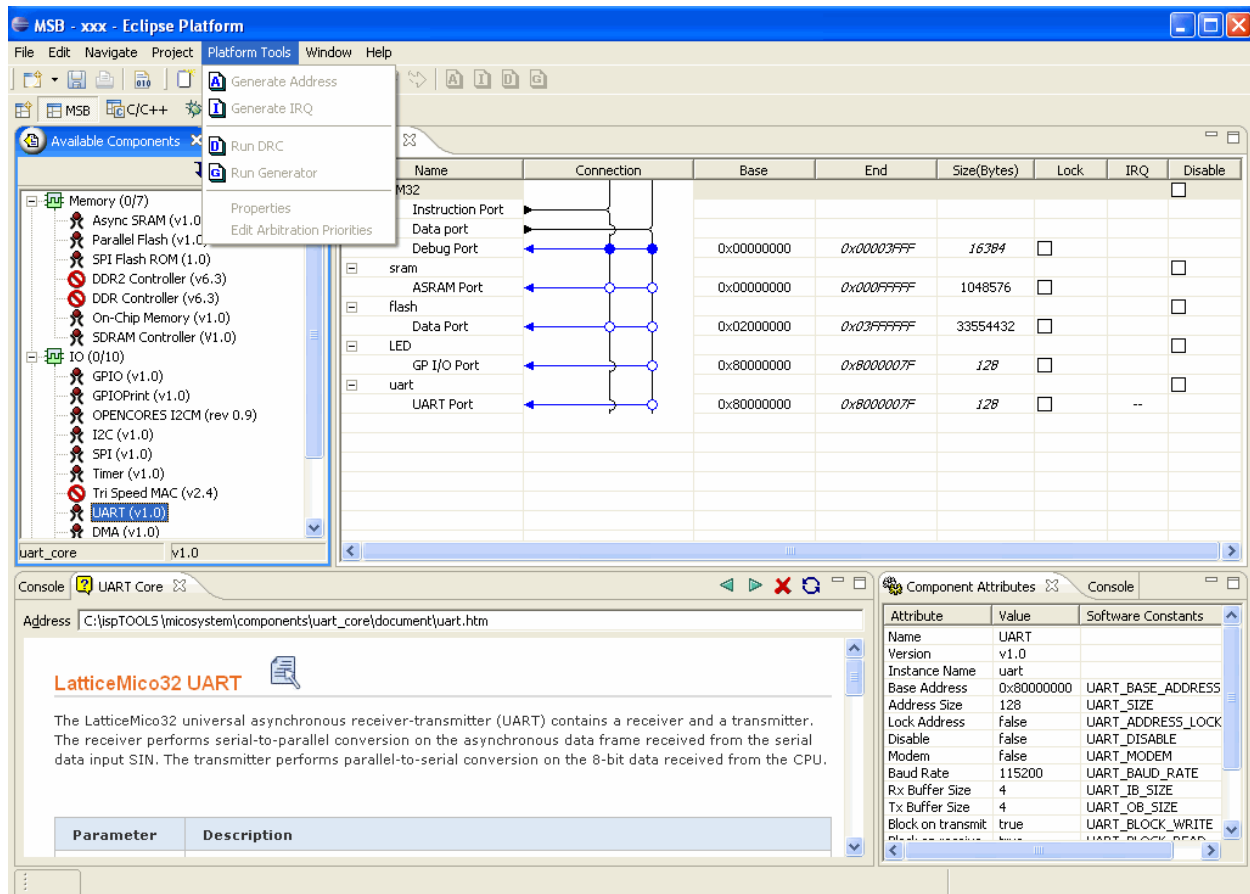 MSB - xxx - Eclipse Platform
File Edit Navigate Project Platform Tools Window Help
Generate Address
Generate IRQ
Run DRC
Run Generator
Properties
Edit Arbitration Priorities
A I D G
MSB C/C++
Available Components
Memory (0/7)
Async SRAM (v1.0
Parallel Flash (v1.0
SPI Flash ROM (1.0)
DDR2 Controller (v6.3)
DDR Controller (v6.3)
On-Chip Memory (v1.0)
SDRAM Controller (V1.0)
IO (0/10)
GPIO (v1.0)
GPIOPrint (v1.0)
OPENCORES I2CM (rev 0.9)
I2C (v1.0)
SPI (v1.0)
Timer (v1.0)
Tri Speed MAC (v2.4)
UART (v1.0)
DMA (v1.0)
uart_core v1.0
Name Connection Base End Size(Bytes) Lock IRQ Disable
M32
Instruction Port
Data port
Debug Port 0x00000000 0x00003FFF 16384
sram
ASRAM Port 0x00000000 0x000FFFFF 1048576
flash
Data Port 0x02000000 0x03FFFFFF 33554432
LED
GP I/O Port 0x80000000 0x8000007F 128
uart
UART Port 0x80000000 0x8000007F 128 --
Console UART Core
Address C:\ispTOOLS\micosystem\components\uart_core\document\uart.htm
LatticeMico32 UART
The LatticeMico32 universal asynchronous receiver-transmitter (UART) contains a receiver and a transmitter.
The receiver performs serial-to-parallel conversion on the asynchronous data frame received from the serial
data input SIN. The transmitter performs parallel-to-serial conversion on the 8-bit data received from the CPU.
Parameter Description
Component Attributes Console
Attribute Value Software Constants
Name UART
Version v1.0
Instance Name uart
Base Address 0x80000000 UART_BASE_ADDRESS
Address Size 128 UART_SIZE
Lock Address false UART_ADDRESS_LOCK
Disable false UART_DISABLE
Modem false UART_MODEM
Baud Rate 115200 UART_BAUD_RATE
Rx Buffer Size 4 UART_IB_SIZE
Tx Buffer Size 4 UART_OB_SIZE
Block on transmit true UART_BLOCK_WRITE